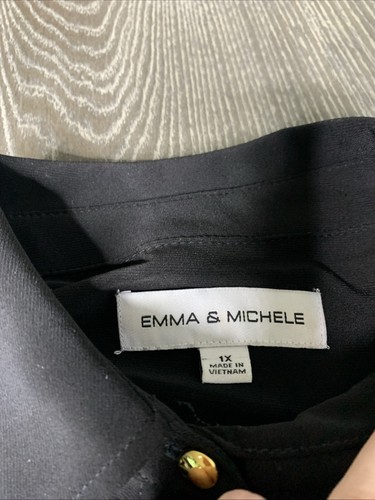 EMMA & MICHELE
1X
MADE IN
VIETNAM